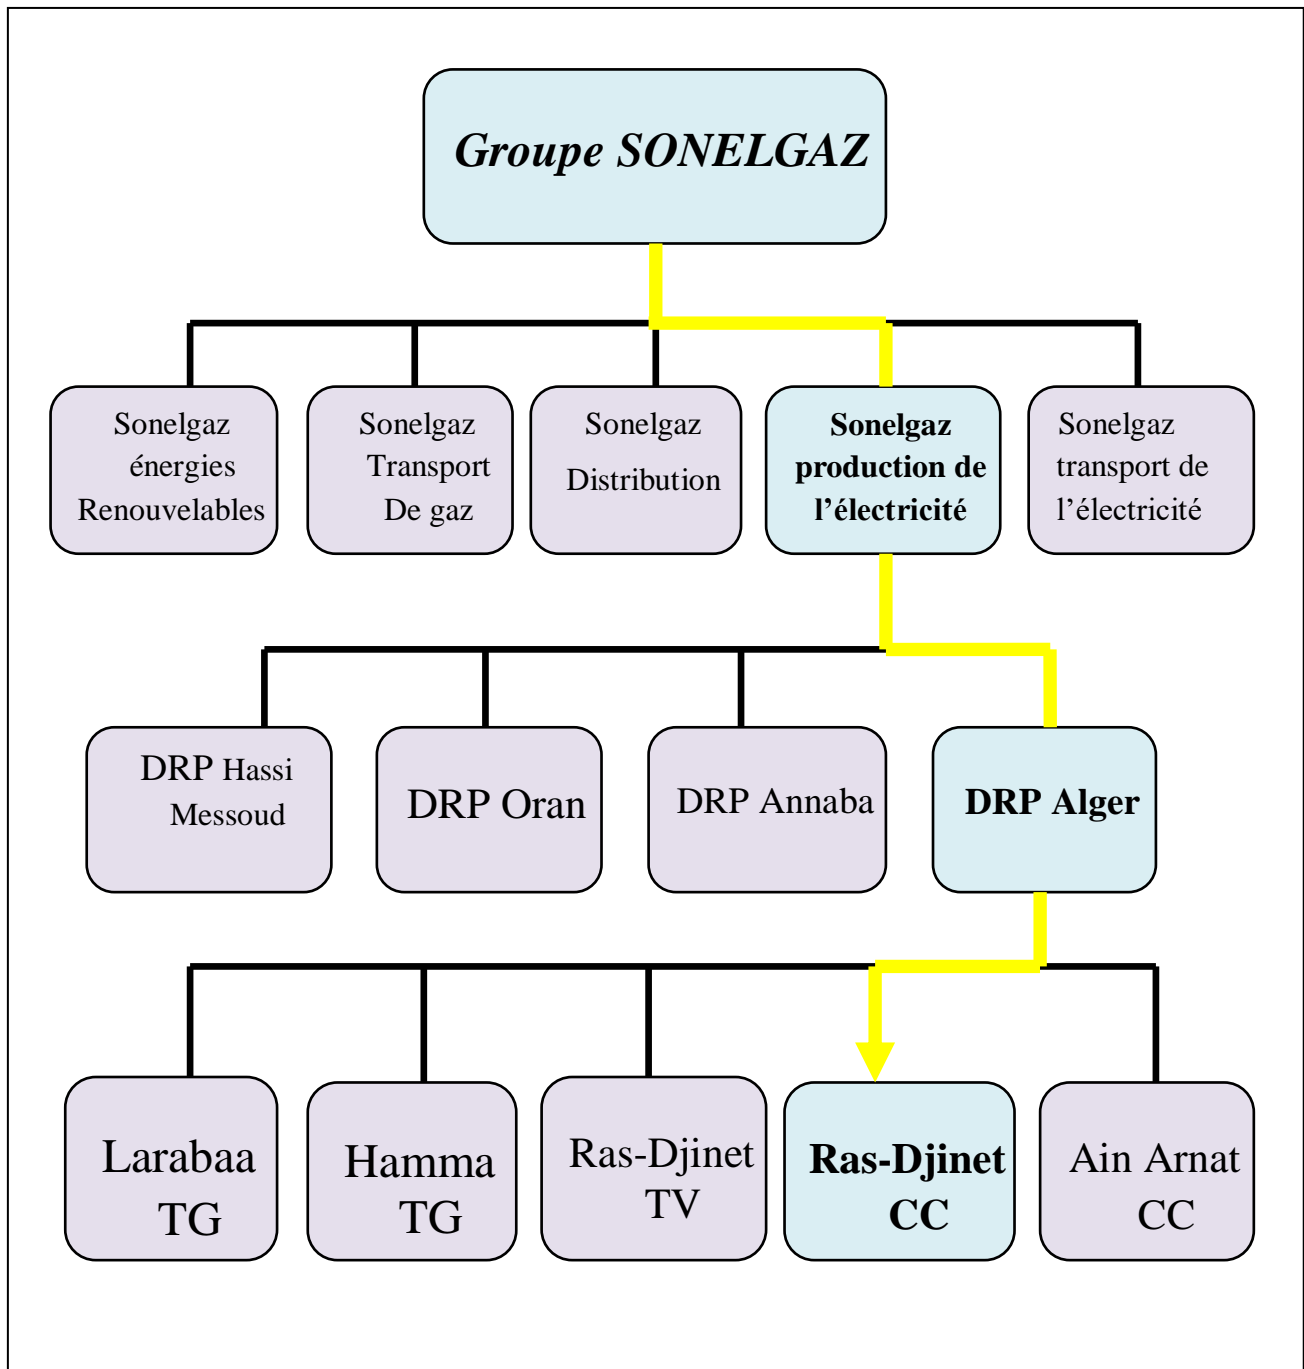 Groupe SONELGAZ
Sonelgaz
énergies
Renouvelables
Sonelgaz
Transport
De gaz
Sonelgaz
Distribution
Sonelgaz
production de
l’électricité
Sonelgaz
transport de
l’électricité
DRP Hassi
Messoud
DRP Oran
DRP Annaba
DRP Alger
Larabaa
TG
Hamma
TG
Ras-Djinet
TV
Ras-Djinet
CC
Ain Arnat
CC